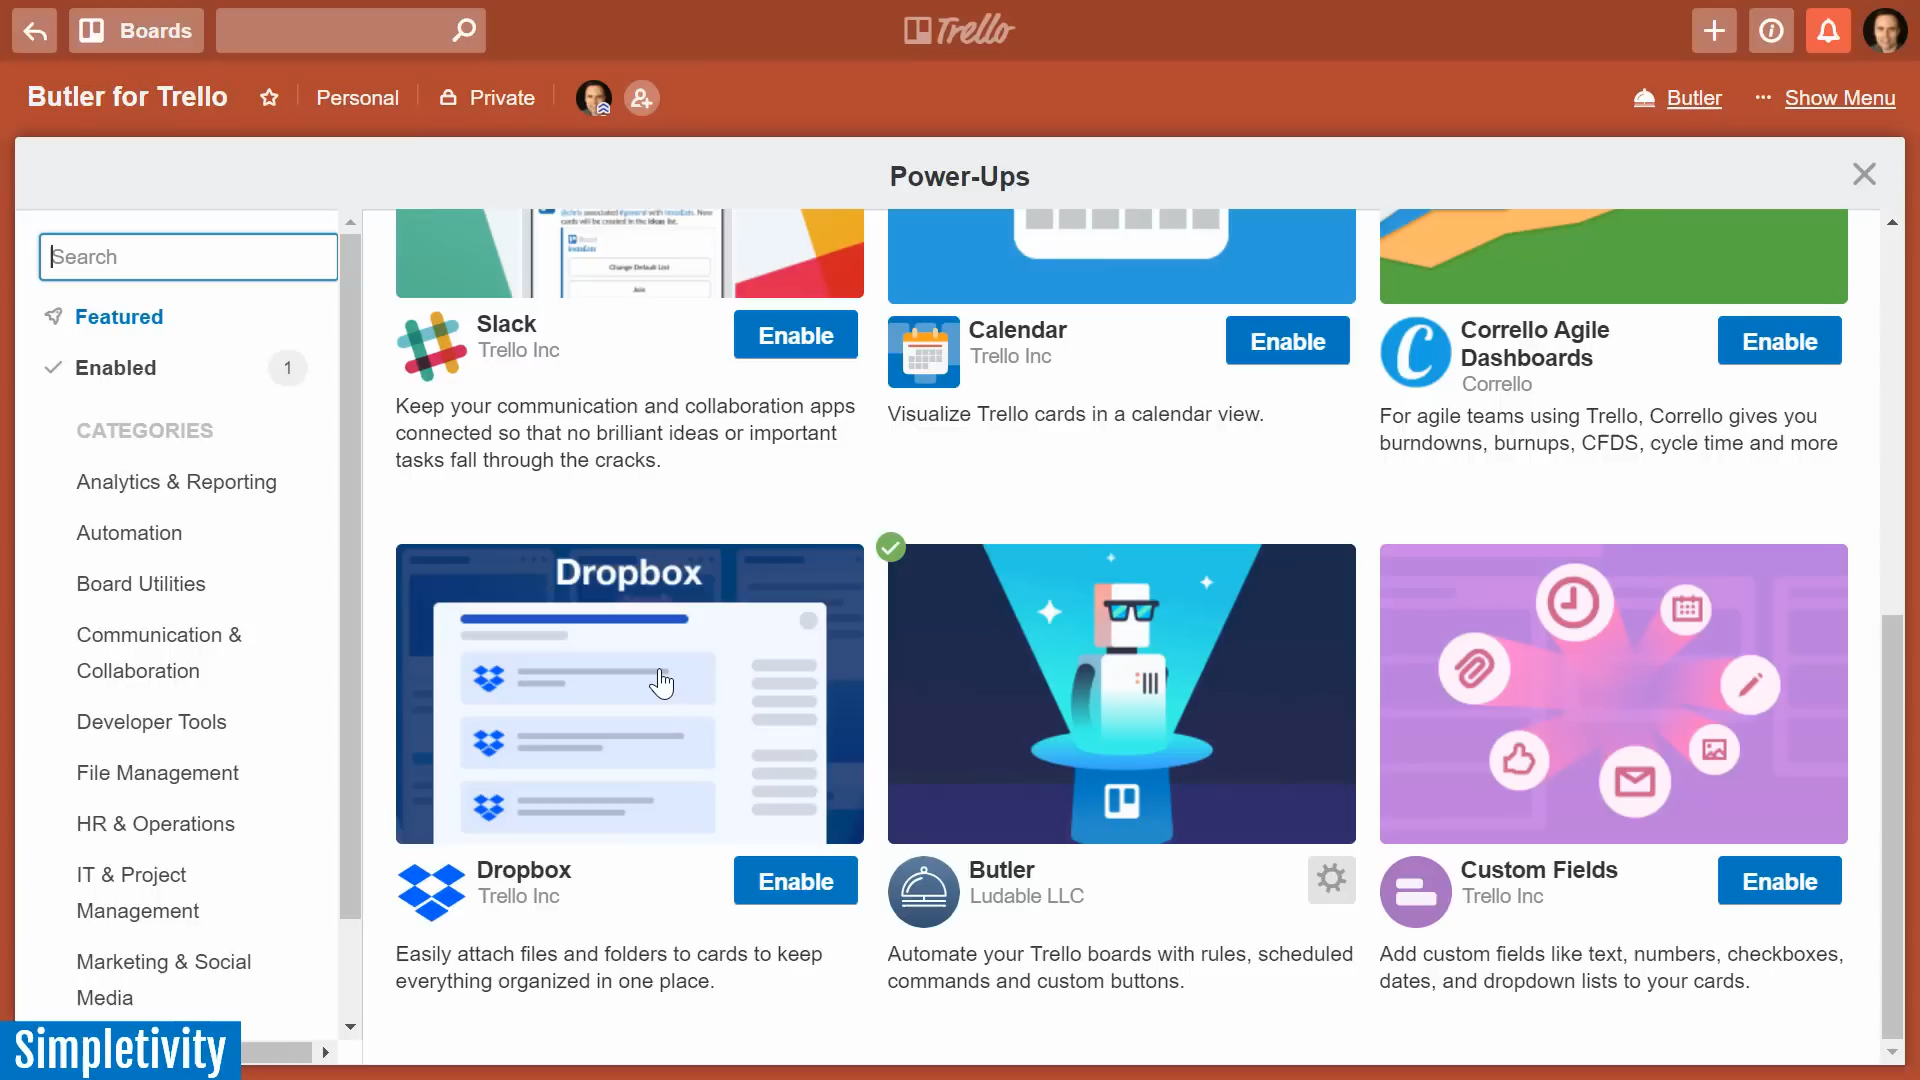 Boards
Trello
Butler for Trello
Personal
Private
Butler
Show Menu
Power-Ups
Search
Featured
Enabled
1
CATEGORIES
Analytics & Reporting
Automation
Board Utilities
Communication &
Collaboration
Developer Tools
File Management
HR & Operations
IT & Project
Management
Marketing & Social
Media
Change Default List
Join
Slack
Trello Inc
Enable
Keep your communication and collaboration apps
connected so that no brilliant ideas or important
tasks fall through the cracks.
Calendar
Trello Inc
Enable
Visualize Trello cards in a calendar view.
Corrello Agile
Dashboards
Corrello
Enable
For agile teams using Trello, Corrello gives you
burndowns, burnups, CFDS, cycle time and more
Dropbox
Dropbox
Trello Inc
Enable
Easily attach files and folders to cards to keep
everything organized in one place.
Butler
Ludable LLC
Automate your Trello boards with rules, scheduled
commands and custom buttons.
Custom Fields
Trello Inc
Enable
Add custom fields like text, numbers, checkboxes,
dates, and dropdown lists to your cards.
Simpletivity